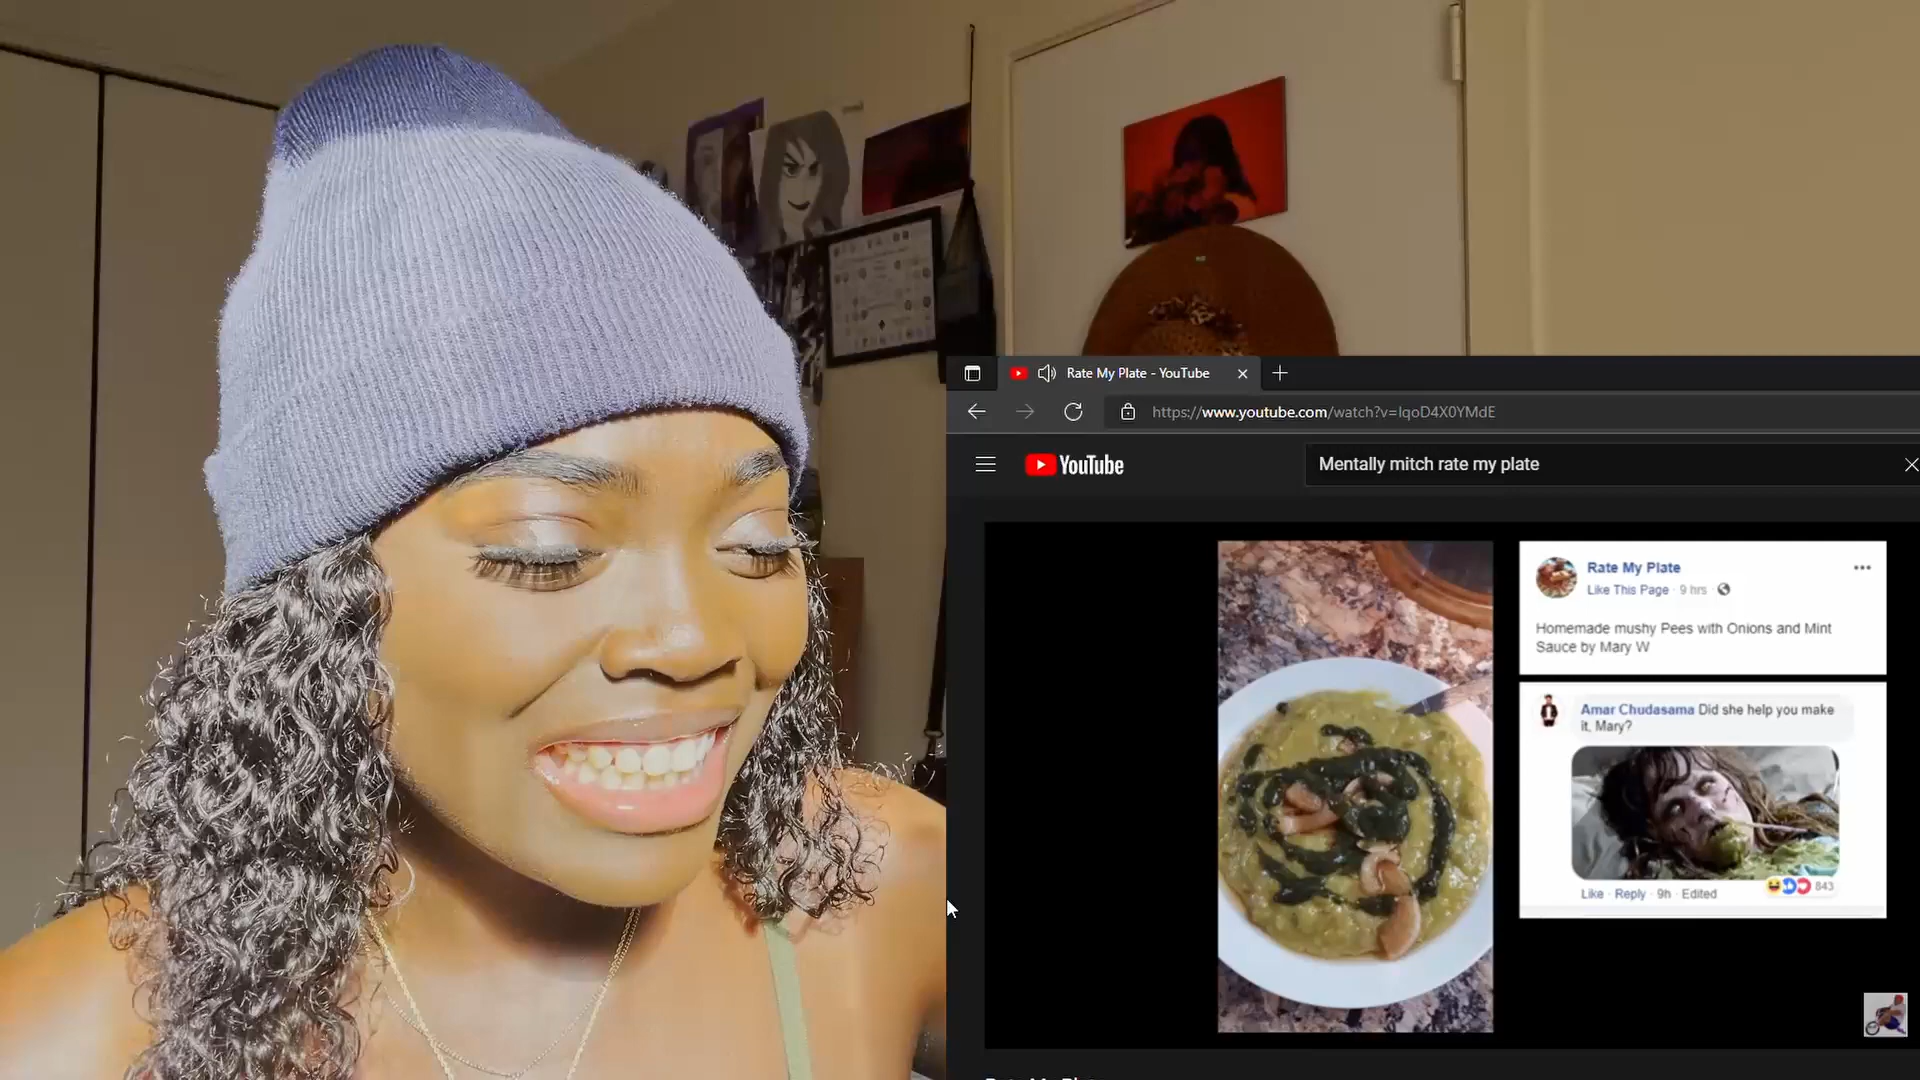 Rate My Plate - YouTube
https://www.youtube.com/watch?v=IqoD4X0YMdE
YouTube
Mentally mitch rate my plate
Rate My Plate
Like This Page · 9 hrs
Homemade mushy Pees with Onions and Mint
Sauce by Mary W
Amar Chudasama Did she help you make
it, Mary?
Like · Reply · 9h · Edited
843